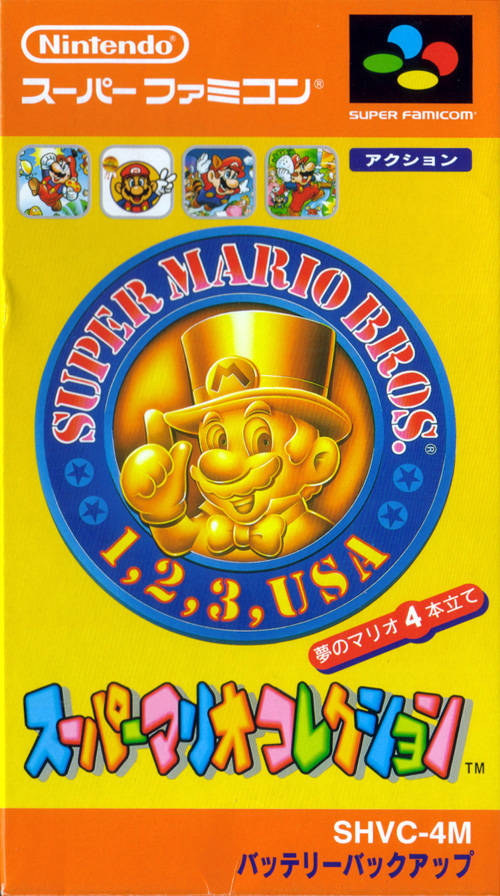 Nintendo®
スーパーファミコン®
SUPER FAMICOM™
アクション
SUPER MARIO BROS.®
M
1,2,3,USA
夢のマリオ4本立て
スーパーマリオコレクション™
SHVC-4M
バッテリーバックアップ